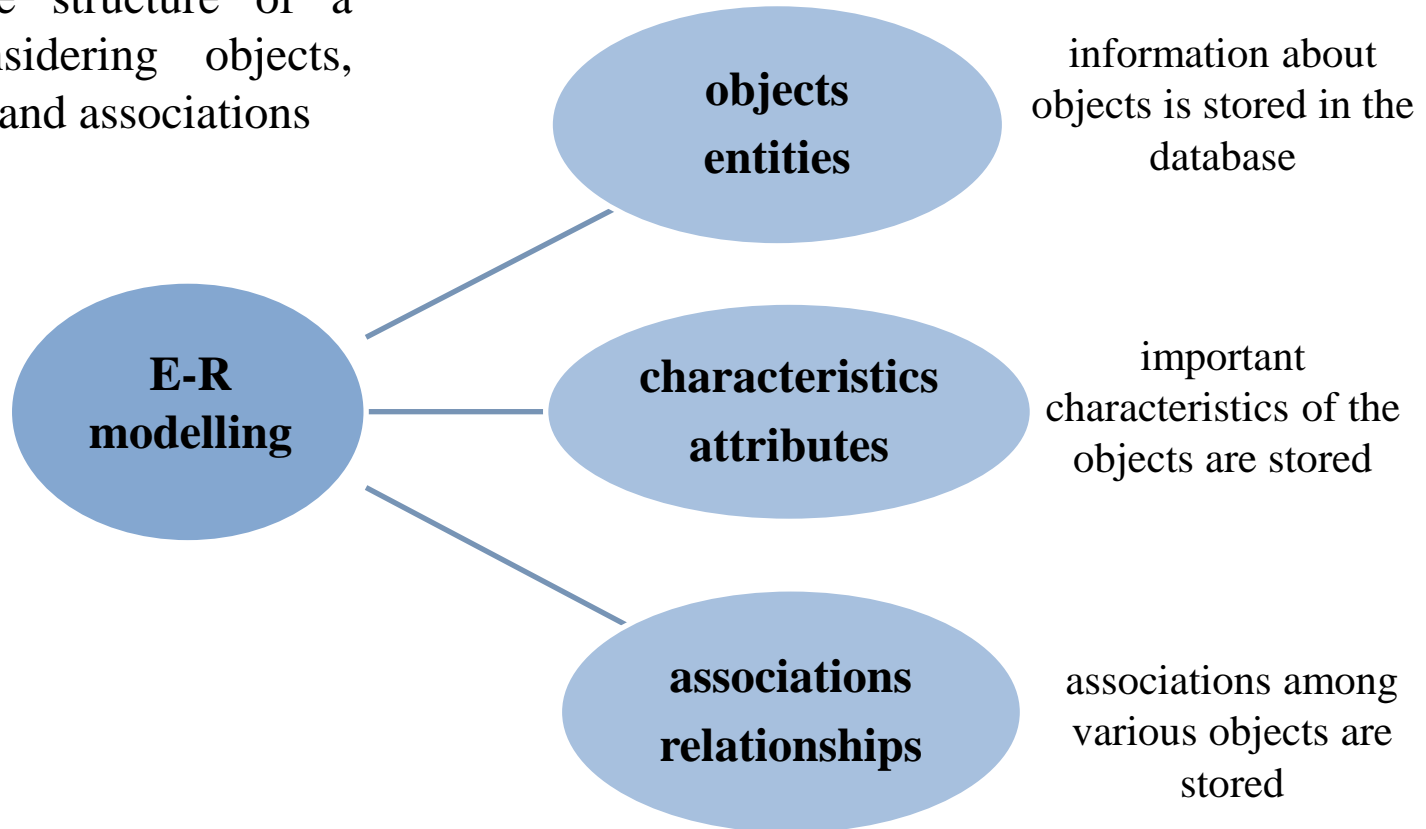 structure of a
objects,
and associations
objects
entities
information about
objects is stored in the
database
E-R
modelling
characteristics
attributes
important
characteristics of the
objects are stored
associations
relationships
associations among
various objects are
stored